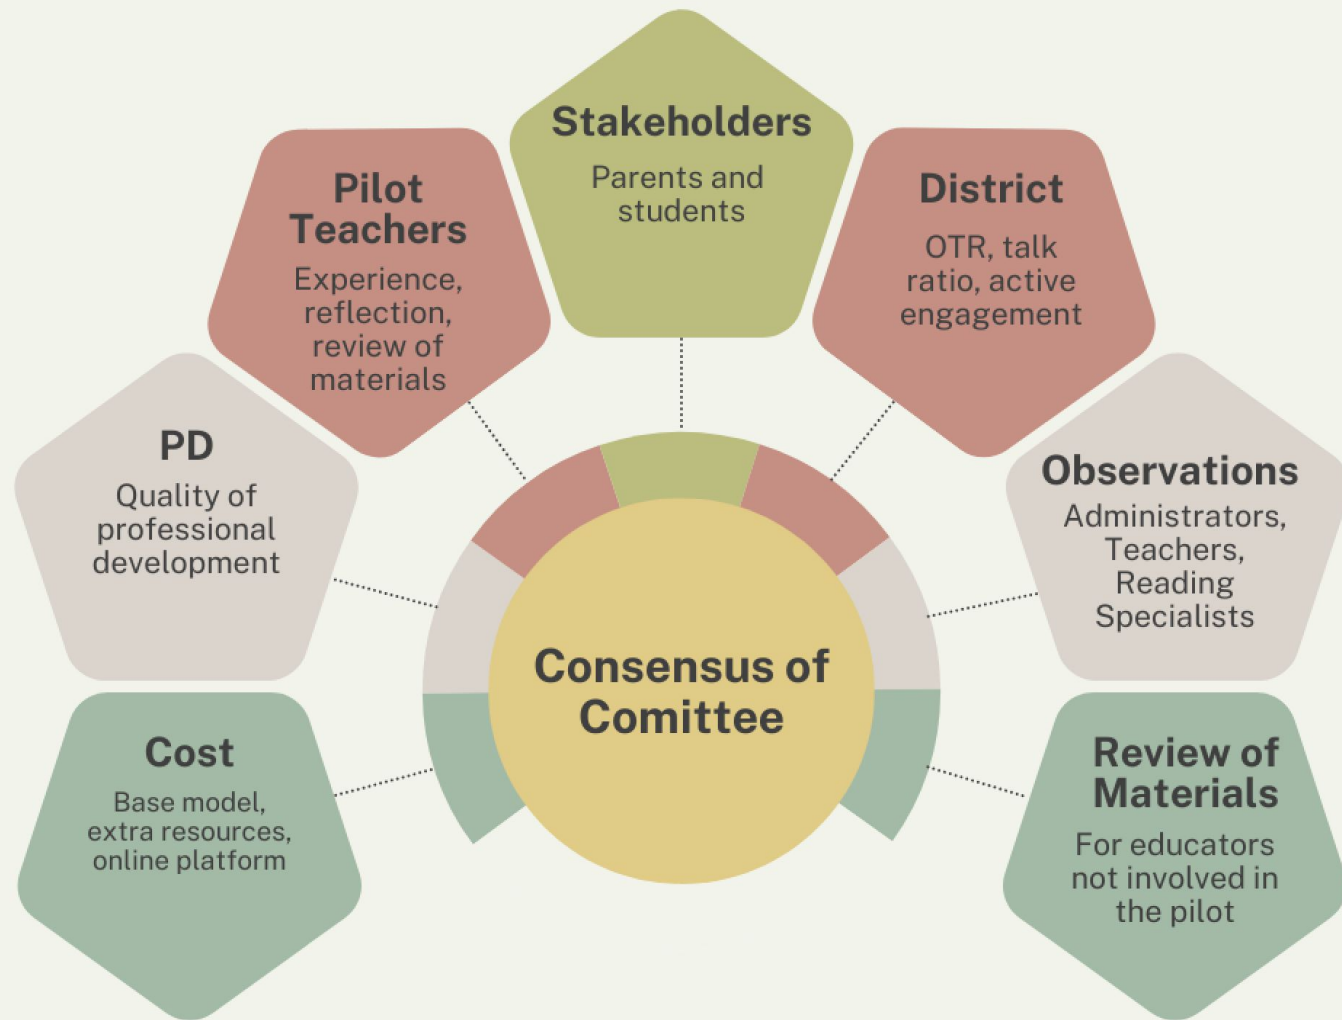 Stakeholders
Parents and
students
Pilot
Teachers
Experience,
reflection,
review of
materials
District
OTR, talk
ratio, active
engagement
PD
Quality of
professional
development
Observations
Administrators,
Teachers,
Reading
Specialists
Consensus of
Comittee
Cost
Base model,
extra resources,
online platform
Review of
Materials
For educators
not involved in
the pilot